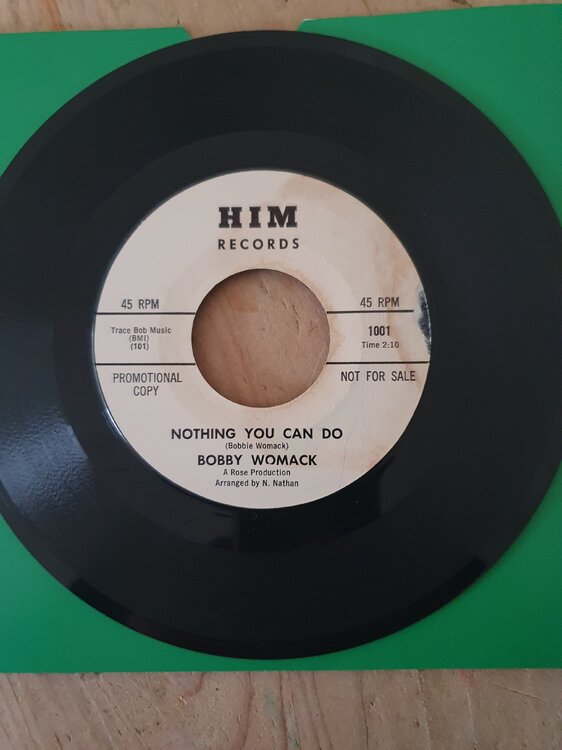 HIM
RECORDS
45 RPM
45 RPM
Trace Bob Music
(BMI)
(101)
1001
Time 2:10
PROMOTIONAL
COPY
NOT FOR SALE
NOTHING YOU CAN DO
(Bobbie Womack)
BOBBY WOMACK
A Rose Production
Arranged by N. Nathan